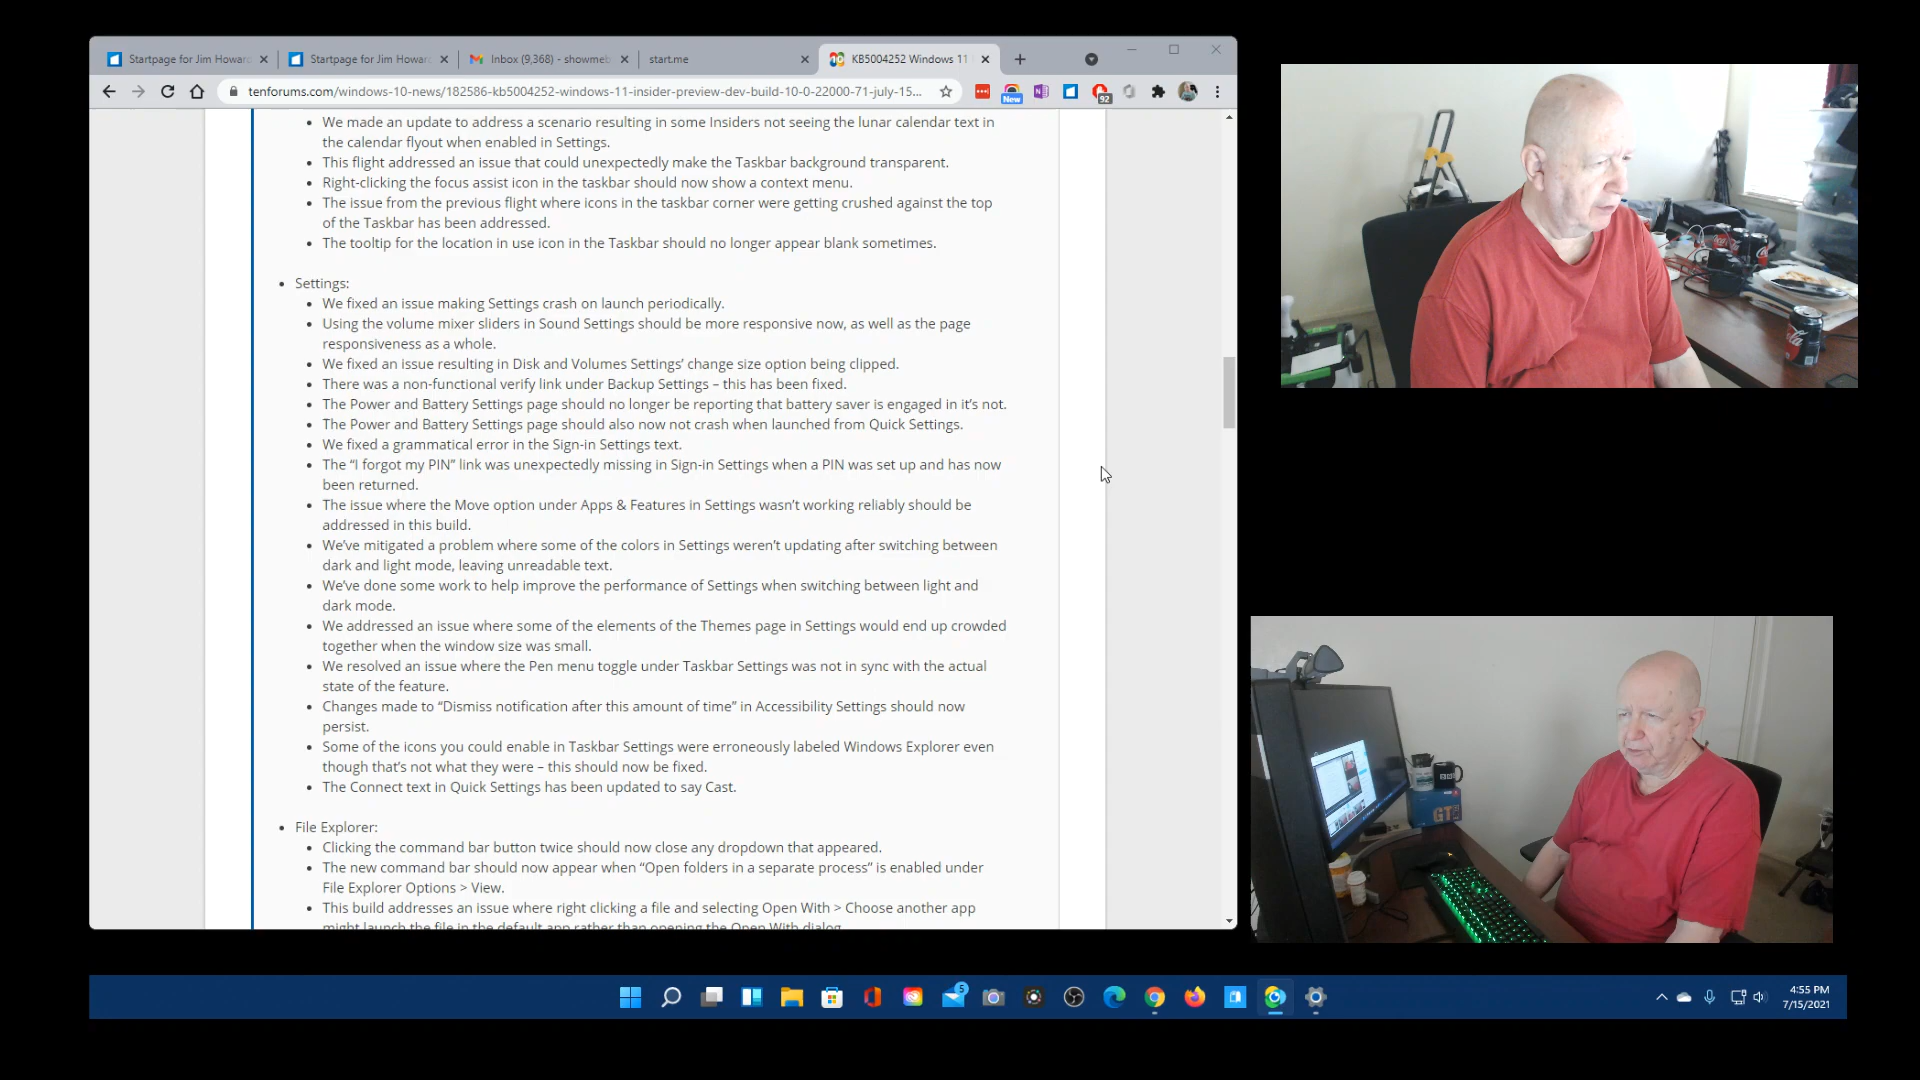 Startpage for Jim Howar
Startpage for Jim Howar
Inbox (9,368) - showmeb
start.me
KB5004252 Windows 11
tenforums.com/windows-10-news/182586-kb5004252-windows-11-insider-preview-dev-build-10-0-22000-71-july-15...
New
92
We made an update to address a scenario resulting in some Insiders not seeing the lunar calendar text in
the calendar flyout when enabled in Settings.
This flight addressed an issue that could unexpectedly make the Taskbar background transparent.
Right-clicking the focus assist icon in the taskbar should now show a context menu.
The issue from the previous flight where icons in the taskbar corner were getting crushed against the top
of the Taskbar has been addressed.
The tooltip for the location in use icon in the Taskbar should no longer appear blank sometimes.
Settings:
We fixed an issue making Settings crash on launch periodically.
Using the volume mixer sliders in Sound Settings should be more responsive now, as well as the page
responsiveness as a whole.
We fixed an issue resulting in Disk and Volumes Settings’ change size option being clipped.
There was a non-functional verify link under Backup Settings – this has been fixed.
The Power and Battery Settings page should no longer be reporting that battery saver is engaged in it’s not.
The Power and Battery Settings page should also now not crash when launched from Quick Settings.
We fixed a grammatical error in the Sign-in Settings text.
The “I forgot my PIN” link was unexpectedly missing in Sign-in Settings when a PIN was set up and has now
been returned.
The issue where the Move option under Apps & Features in Settings wasn’t working reliably should be
addressed in this build.
We’ve mitigated a problem where some of the colors in Settings weren’t updating after switching between
dark and light mode, leaving unreadable text.
We’ve done some work to help improve the performance of Settings when switching between light and
dark mode.
We addressed an issue where some of the elements of the Themes page in Settings would end up crowded
together when the window size was small.
We resolved an issue where the Pen menu toggle under Taskbar Settings was not in sync with the actual
state of the feature.
Changes made to “Dismiss notification after this amount of time” in Accessibility Settings should now
persist.
Some of the icons you could enable in Taskbar Settings were erroneously labeled Windows Explorer even
though that’s not what they were – this should now be fixed.
The Connect text in Quick Settings has been updated to say Cast.
File Explorer:
Clicking the command bar button twice should now close any dropdown that appeared.
The new command bar should now appear when “Open folders in a separate process” is enabled under
File Explorer Options > View.
This build addresses an issue where right clicking a file and selecting Open With > Choose another app
might launch the file in the default app rather than opening the Open With dialog.
5
4:55 PM
7/15/2021